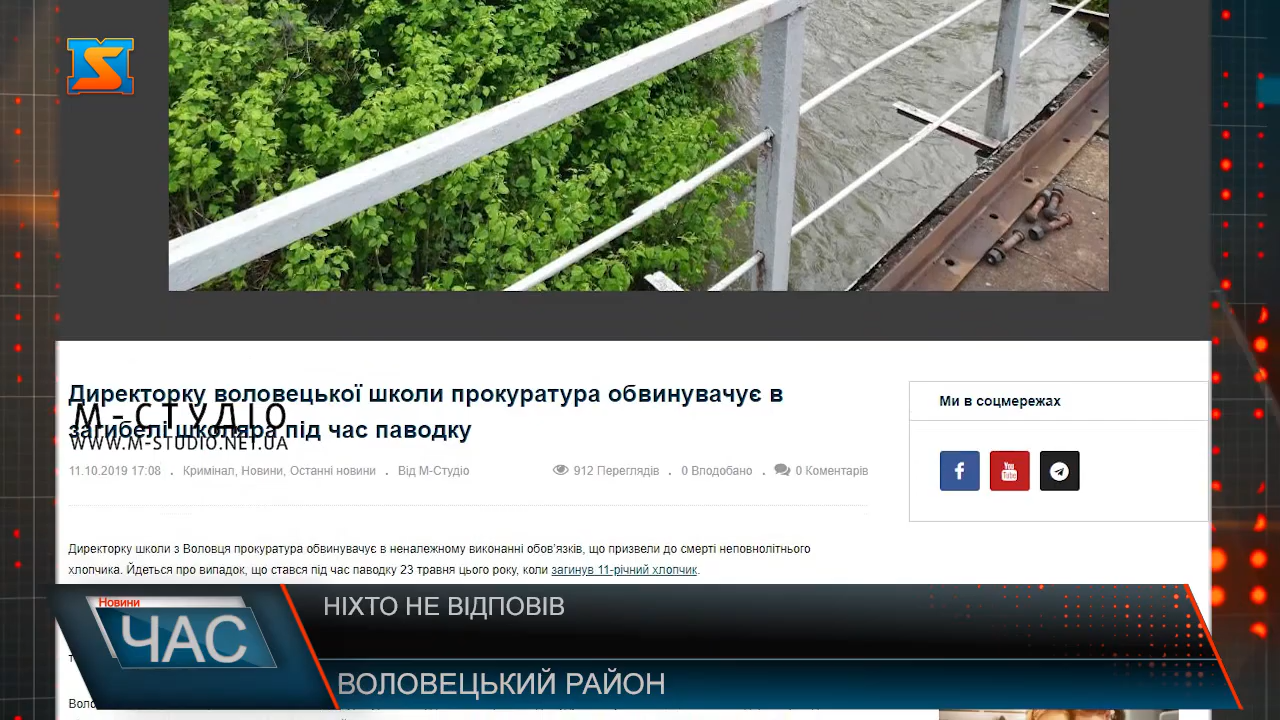 Директорку воловецької школи прокуратура обвинувачує в
загибелі школяра під час паводку
М-СТУДІО
WWW.M-STUDIO.NET.UA
11.10.2019 17:08 . Кримінал, Новини, Останні новини . Від М-Студіо 912 Переглядів . 0 Вподобано . 0 Коментарів
Ми в соцмережах
You Tube
Директорку школи з Воловця прокуратура обвинувачує в неналежному виконанні обов'язків, що призвели до смерті неповнолітнього
хлопчика. Йдеться про випадок, що стався під час паводку 23 травня цього року, коли загинув 11-річний хлопчик.
Новини
ЧАС
НІХТО НЕ ВІДПОВІВ
ВОЛОВЕЦЬКИЙ РАЙОН